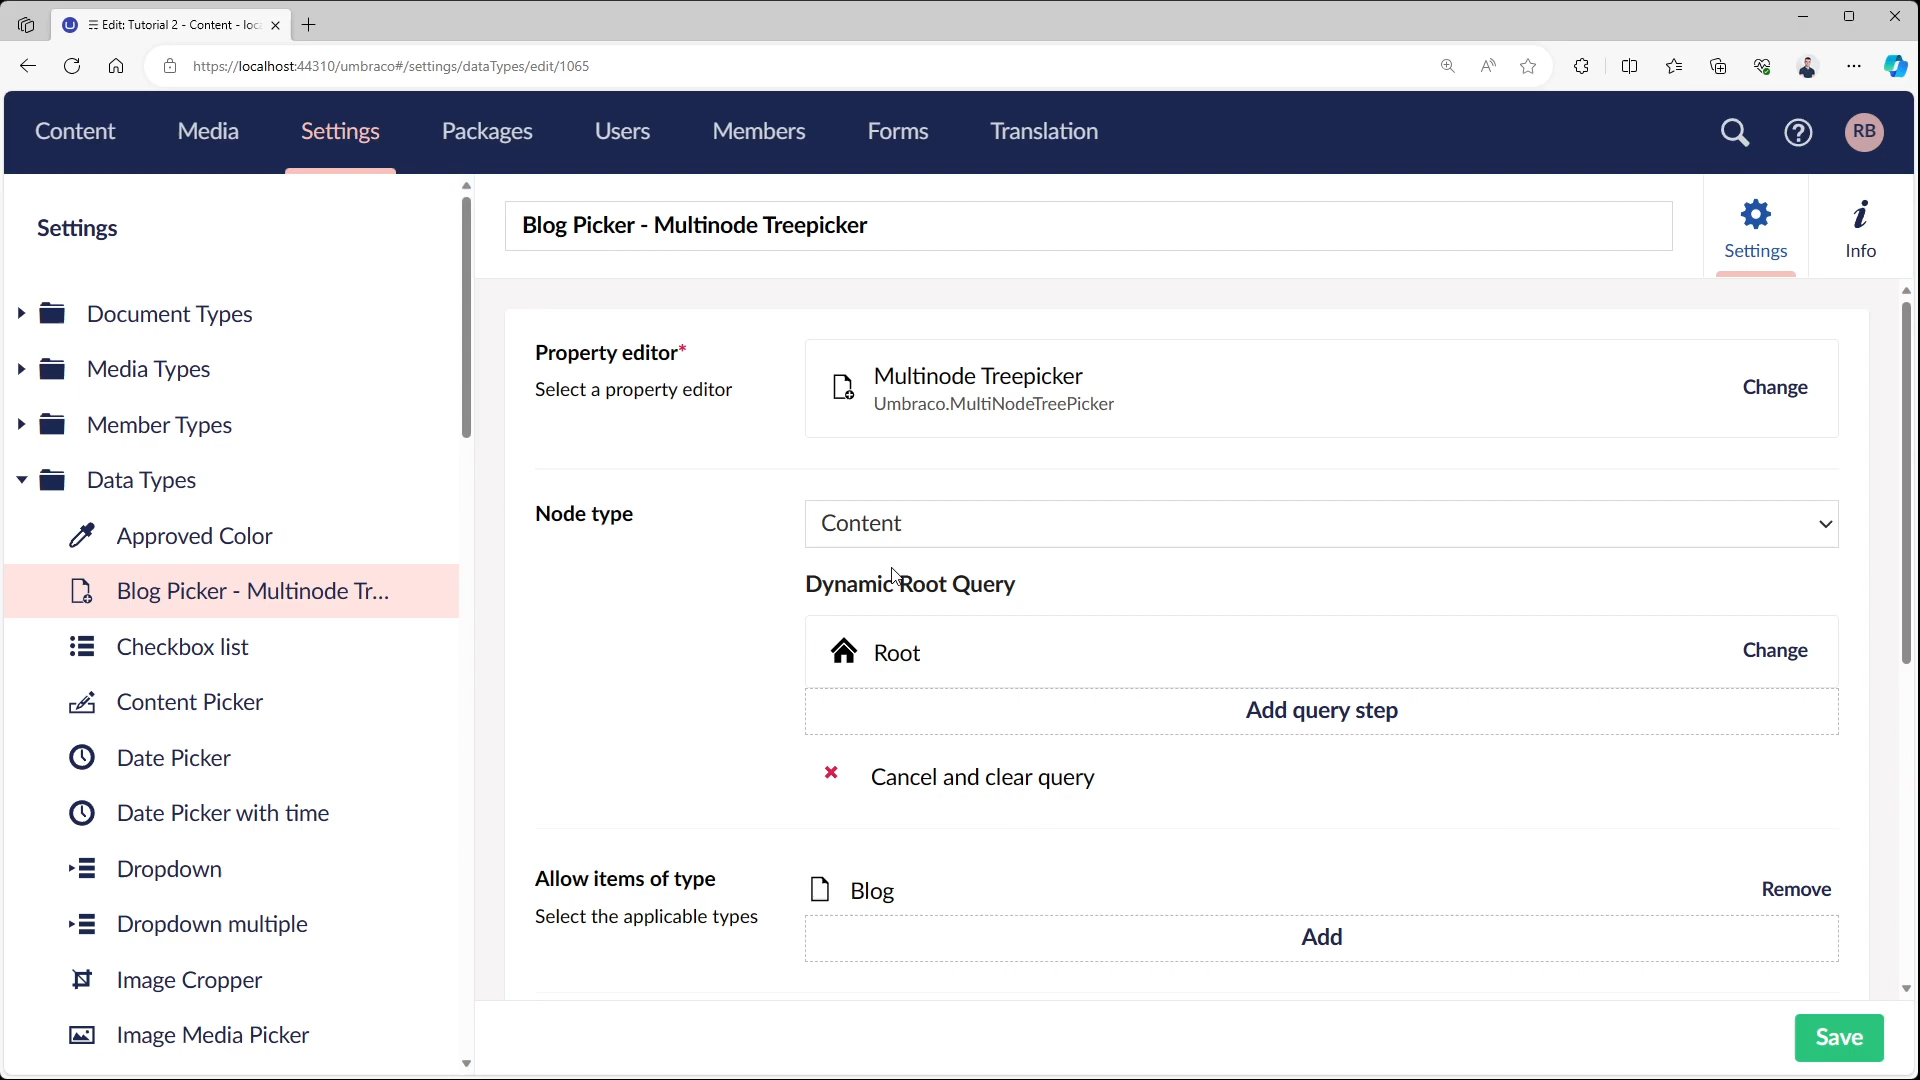 Edit: Tutorial 2 - Content - loc
https://localhost:44310/umbraco#/settings/dataTypes/edit/1065
Content Media Settings Packages Users Members Forms Translation RB
Settings
Document Types
Media Types
Member Types
Data Types
Approved Color
Blog Picker - Multinode Tr...
Checkbox list
Content Picker
Date Picker
Date Picker with time
Dropdown
Dropdown multiple
Image Cropper
Image Media Picker
Blog Picker - Multinode Treepicker
Settings
Info
Property editor*
Select a property editor
Multinode Treepicker
Umbraco.MultiNodeTreePicker
Change
Node type
Content
Dynamic Root Query
Root
Change
Add query step
Cancel and clear query
Allow items of type
Select the applicable types
Blog
Remove
Add
Save